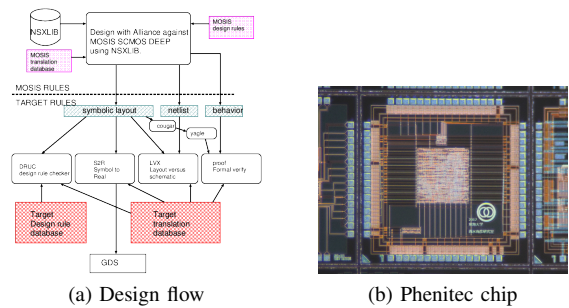 NSXLIB
Design with Alliance against
MOSIS SCMOS DEEP
using NSXLIB.
MOSIS
design rules
MOSIS
translation
database
MOSIS RULES
TARGET RULES
symbolic layout
netlist
behavior
cougar
yagle
DRUC
design rule checker
S2R
Symbol to
Real
LVX
Layout versus
schematic
proof
Formal verify
Target
Design rule
database
Target
translation
database
GDS
(a) Design flow
(b) Phenitec chip